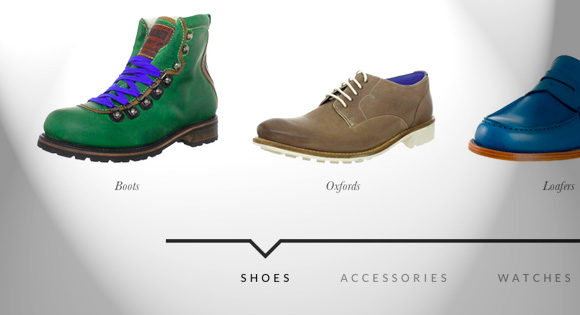 Boots
Oxfords
Loafers
SHOES
ACCESSORIES
WATCHES